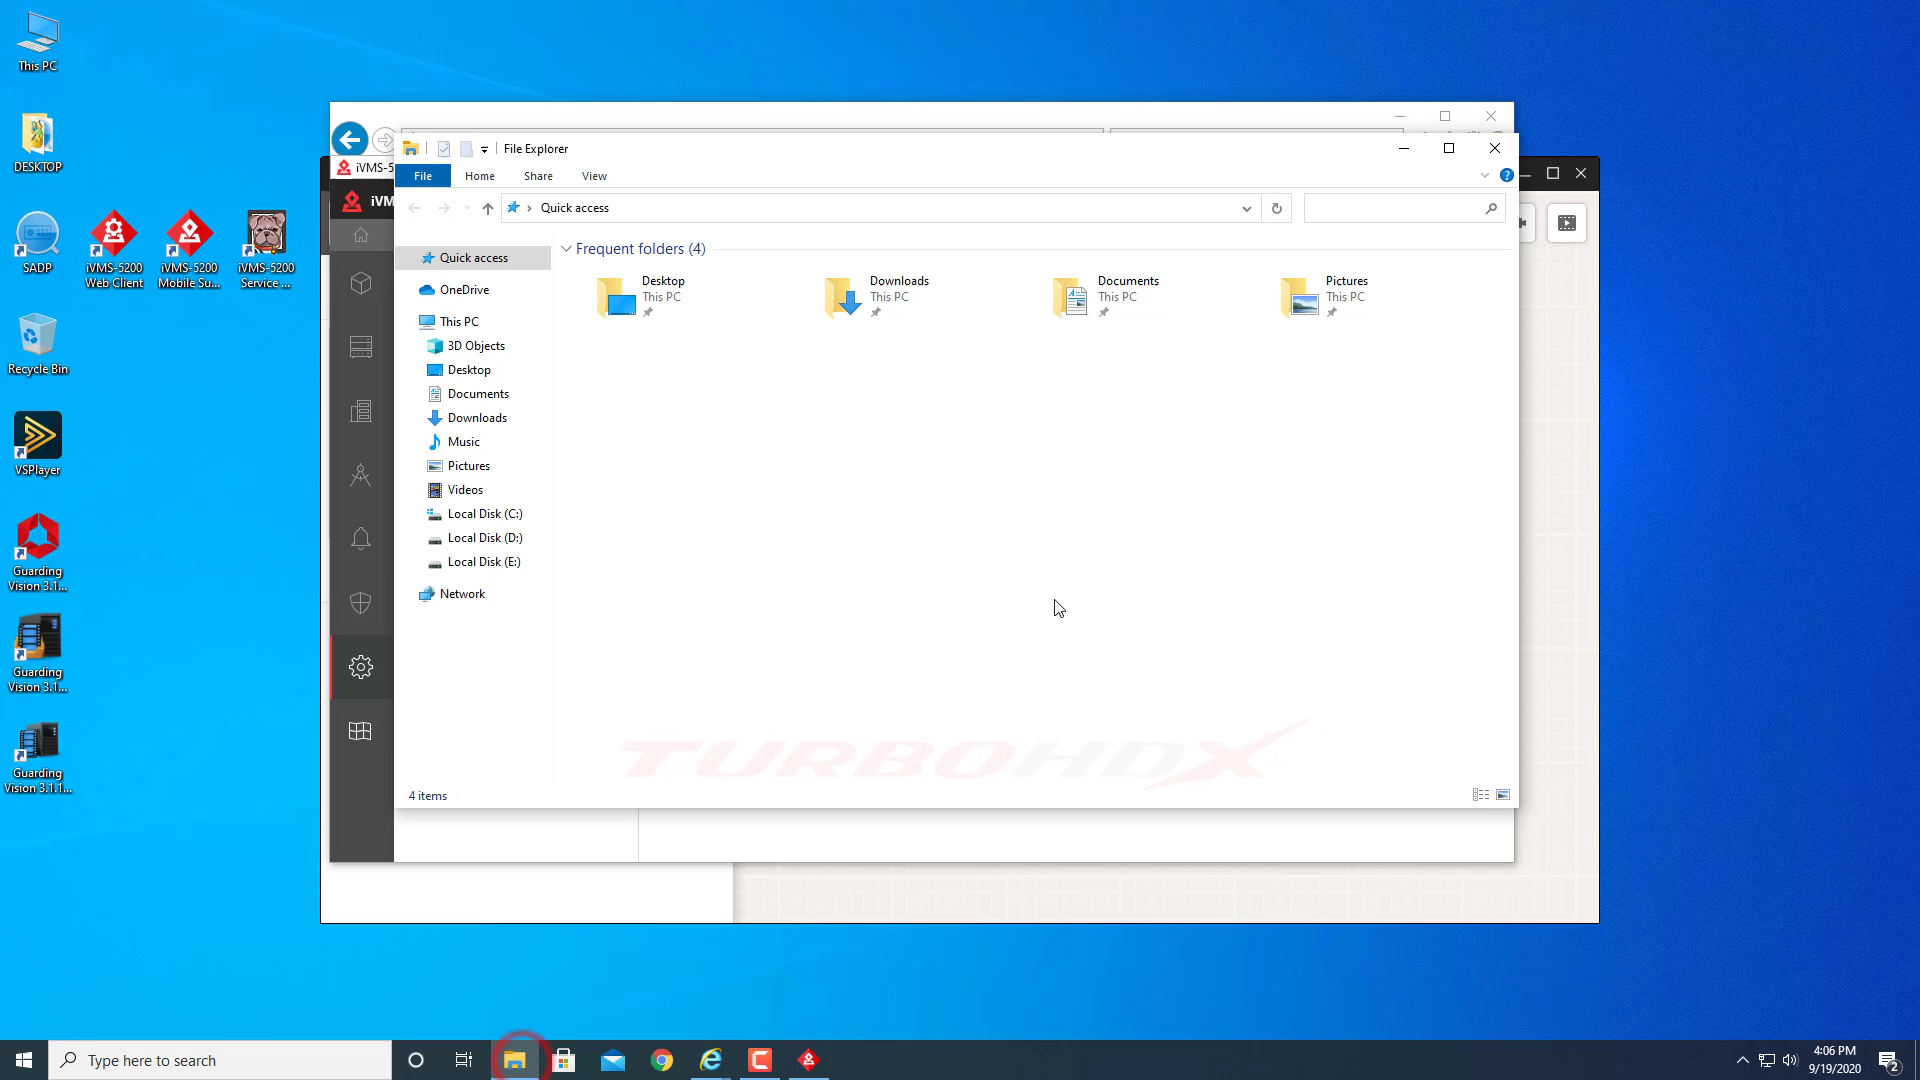 This PC
DESKTOP
SADP
iVMS-5200
Web Client
iVMS-5200
Mobile Su...
iVMS-5200
Service ...
Recycle Bin
VSPlayer
Guarding
Vision 3.1...
Guarding
Vision 3.1...
Guarding
Vision 3.1.1...
iVMS-5
iVM
File Explorer
File
Home
Share
View
Quick access
Quick access
OneDrive
This PC
3D Objects
Desktop
Documents
Downloads
Music
Pictures
Videos
Local Disk (C:)
Local Disk (D:)
Local Disk (E:)
Network
Frequent folders (4)
Desktop
This PC
Downloads
This PC
Documents
This PC
Pictures
This PC
TURBOHDX
4 items
Type here to search
4:06 PM
9/19/2020
2